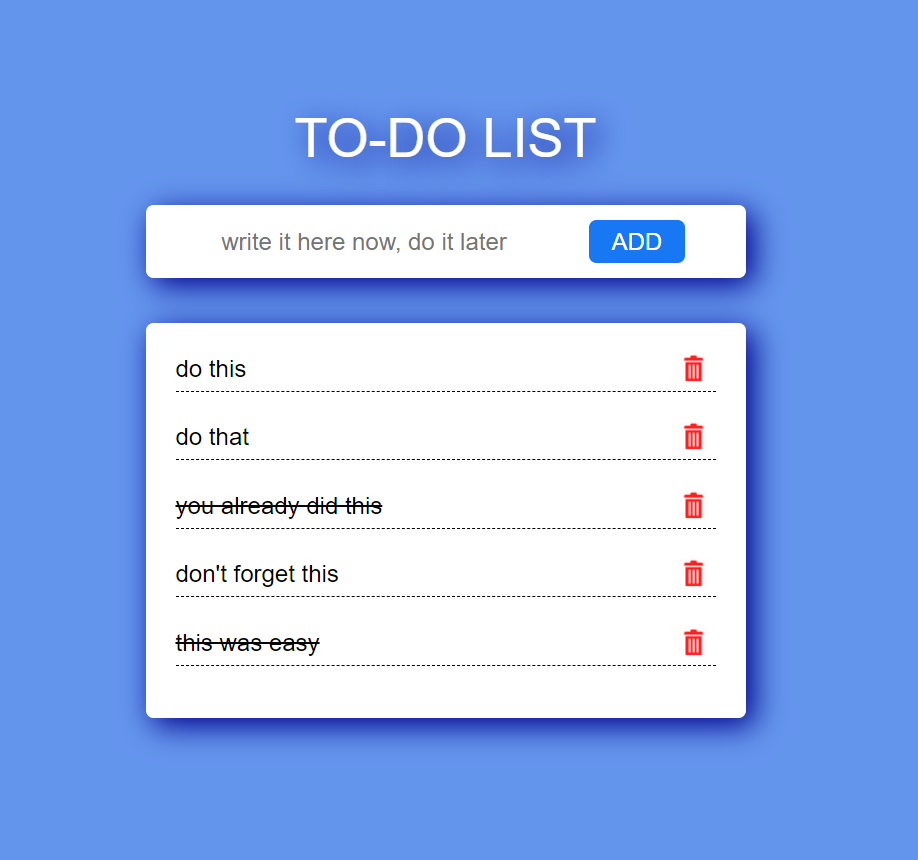 TO-DO LIST
write it here now, do it later ADD
do this
do that
you already did this
don't forget this
this was easy